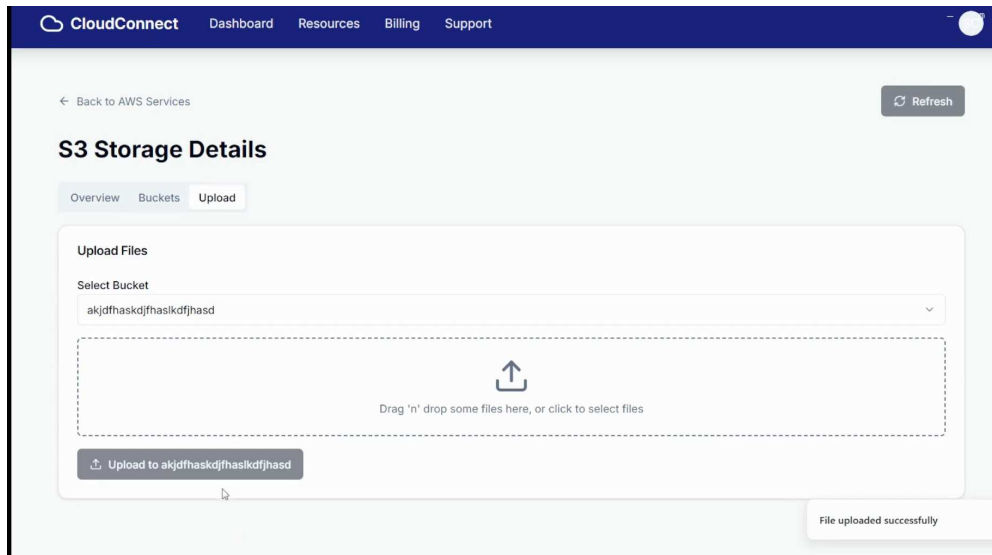 CloudConnect Dashboard Resources Billing Support
Back to AWS Services
Refresh
S3 Storage Details
Overview Buckets Upload
Upload Files
Select Bucket
akjdfhaskdjfhaslkdfjhasd
Drag 'n' drop some files here, or click to select files
Upload to akjdfhaskdjfhaslkdfjhasd
File uploaded successfully